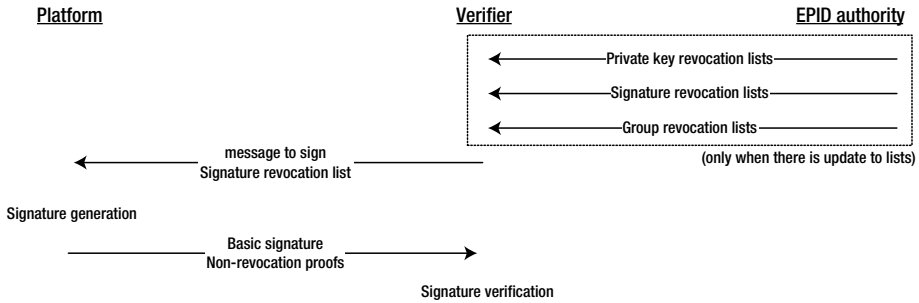 Platform
Verifier
EPID authority
Private key revocation lists
Signature revocation lists
Group revocation lists
(only when there is update to lists)
message to sign
Signature revocation list
Signature generation
Basic signature
Non-revocation proofs
Signature verification